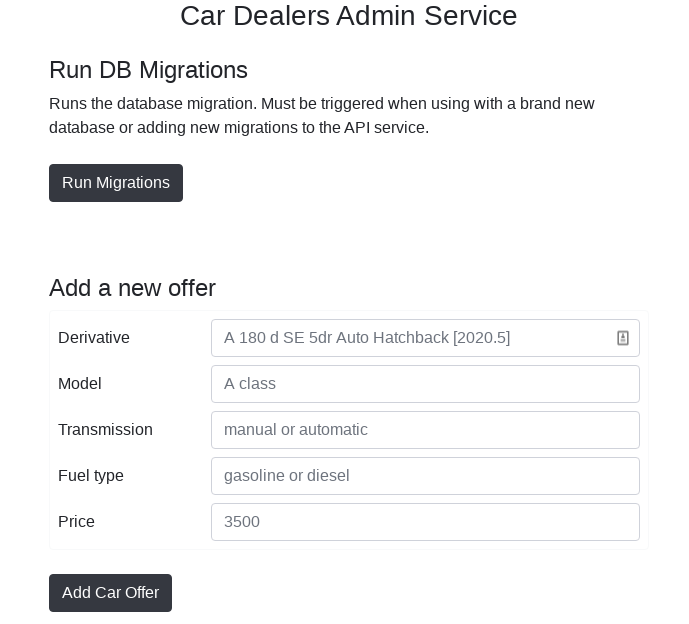 Car Dealers Admin Service
Run DB Migrations
Runs the database migration. Must be triggered when using with a brand new
database or adding new migrations to the API service.
Run Migrations
Add a new offer
Derivative A 180 d SE 5dr Auto Hatchback [2020.5]
Model A class
Transmission manual or automatic
Fuel type gasoline or diesel
Price 3500
Add Car Offer